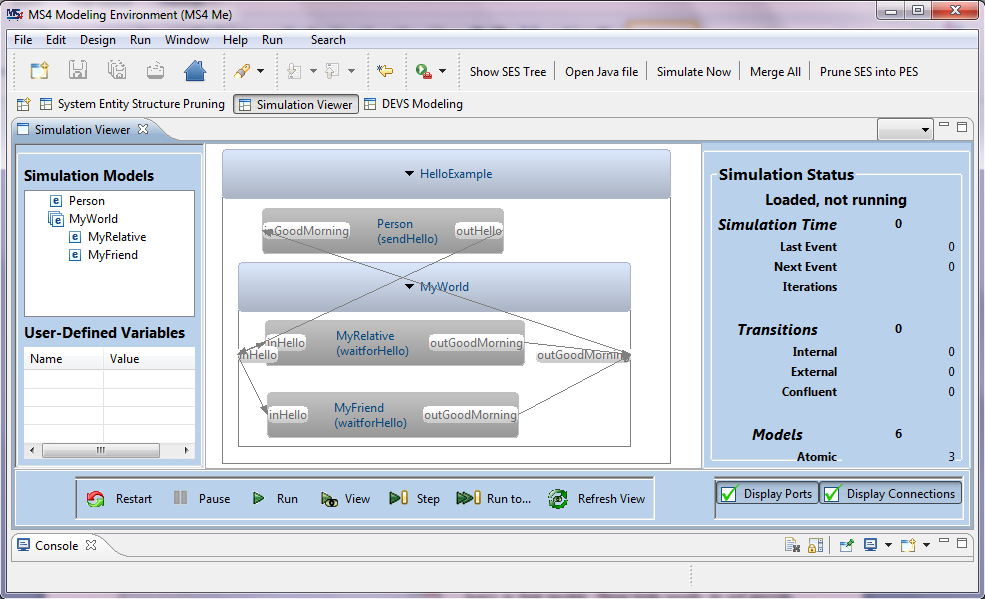 MS4 Modeling Environment (MS4 Me)
File Edit Design Run Window Help Run Search
Show SES Tree Open Java file Simulate Now Merge All Prune SES into PES
System Entity Structure Pruning Simulation Viewer DEVS Modeling
Simulation Viewer
Simulation Models
Person
MyWorld
MyRelative
MyFriend
User-Defined Variables
Name Value
HelloExample
inGoodMorning Person outHello
(sendHello)
MyWorld
inHello MyRelative outGoodMorning
(waitforHello)
inHello outGoodMorning
inHello MyFriend outGoodMorning
(waitforHello)
Simulation Status
Loaded, not running
Simulation Time 0
Last Event 0
Next Event 0
Iterations
Transitions 0
Internal 0
External 0
Confluent 0
Models 6
Atomic 3
Restart Pause Run View Step Run to... Refresh View
Display Ports Display Connections
Console